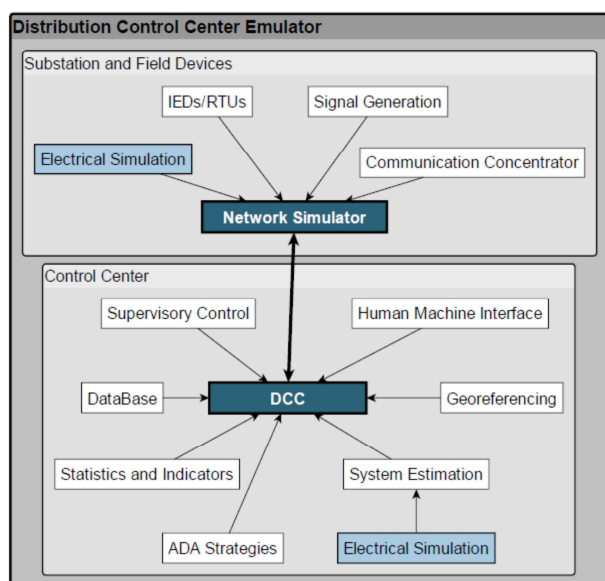 Distribution Control Center Emulator
Substation and Field Devices
IEDs/RTUs
Signal Generation
Electrical Simulation
Communication Concentrator
Network Simulator
Control Center
Supervisory Control
Human Machine Interface
DataBase
DCC
Georeferencing
Statistics and Indicators
System Estimation
ADA Strategies
Electrical Simulation